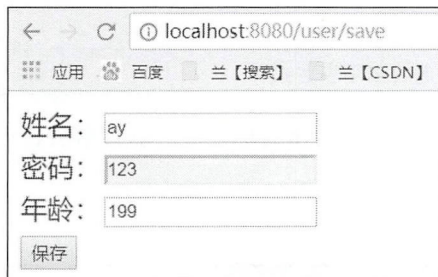 localhost:8080/user/save
应用 百度 兰【搜索】 兰【CSDN】
姓名： ay
密码： 123
年龄： 199
保存